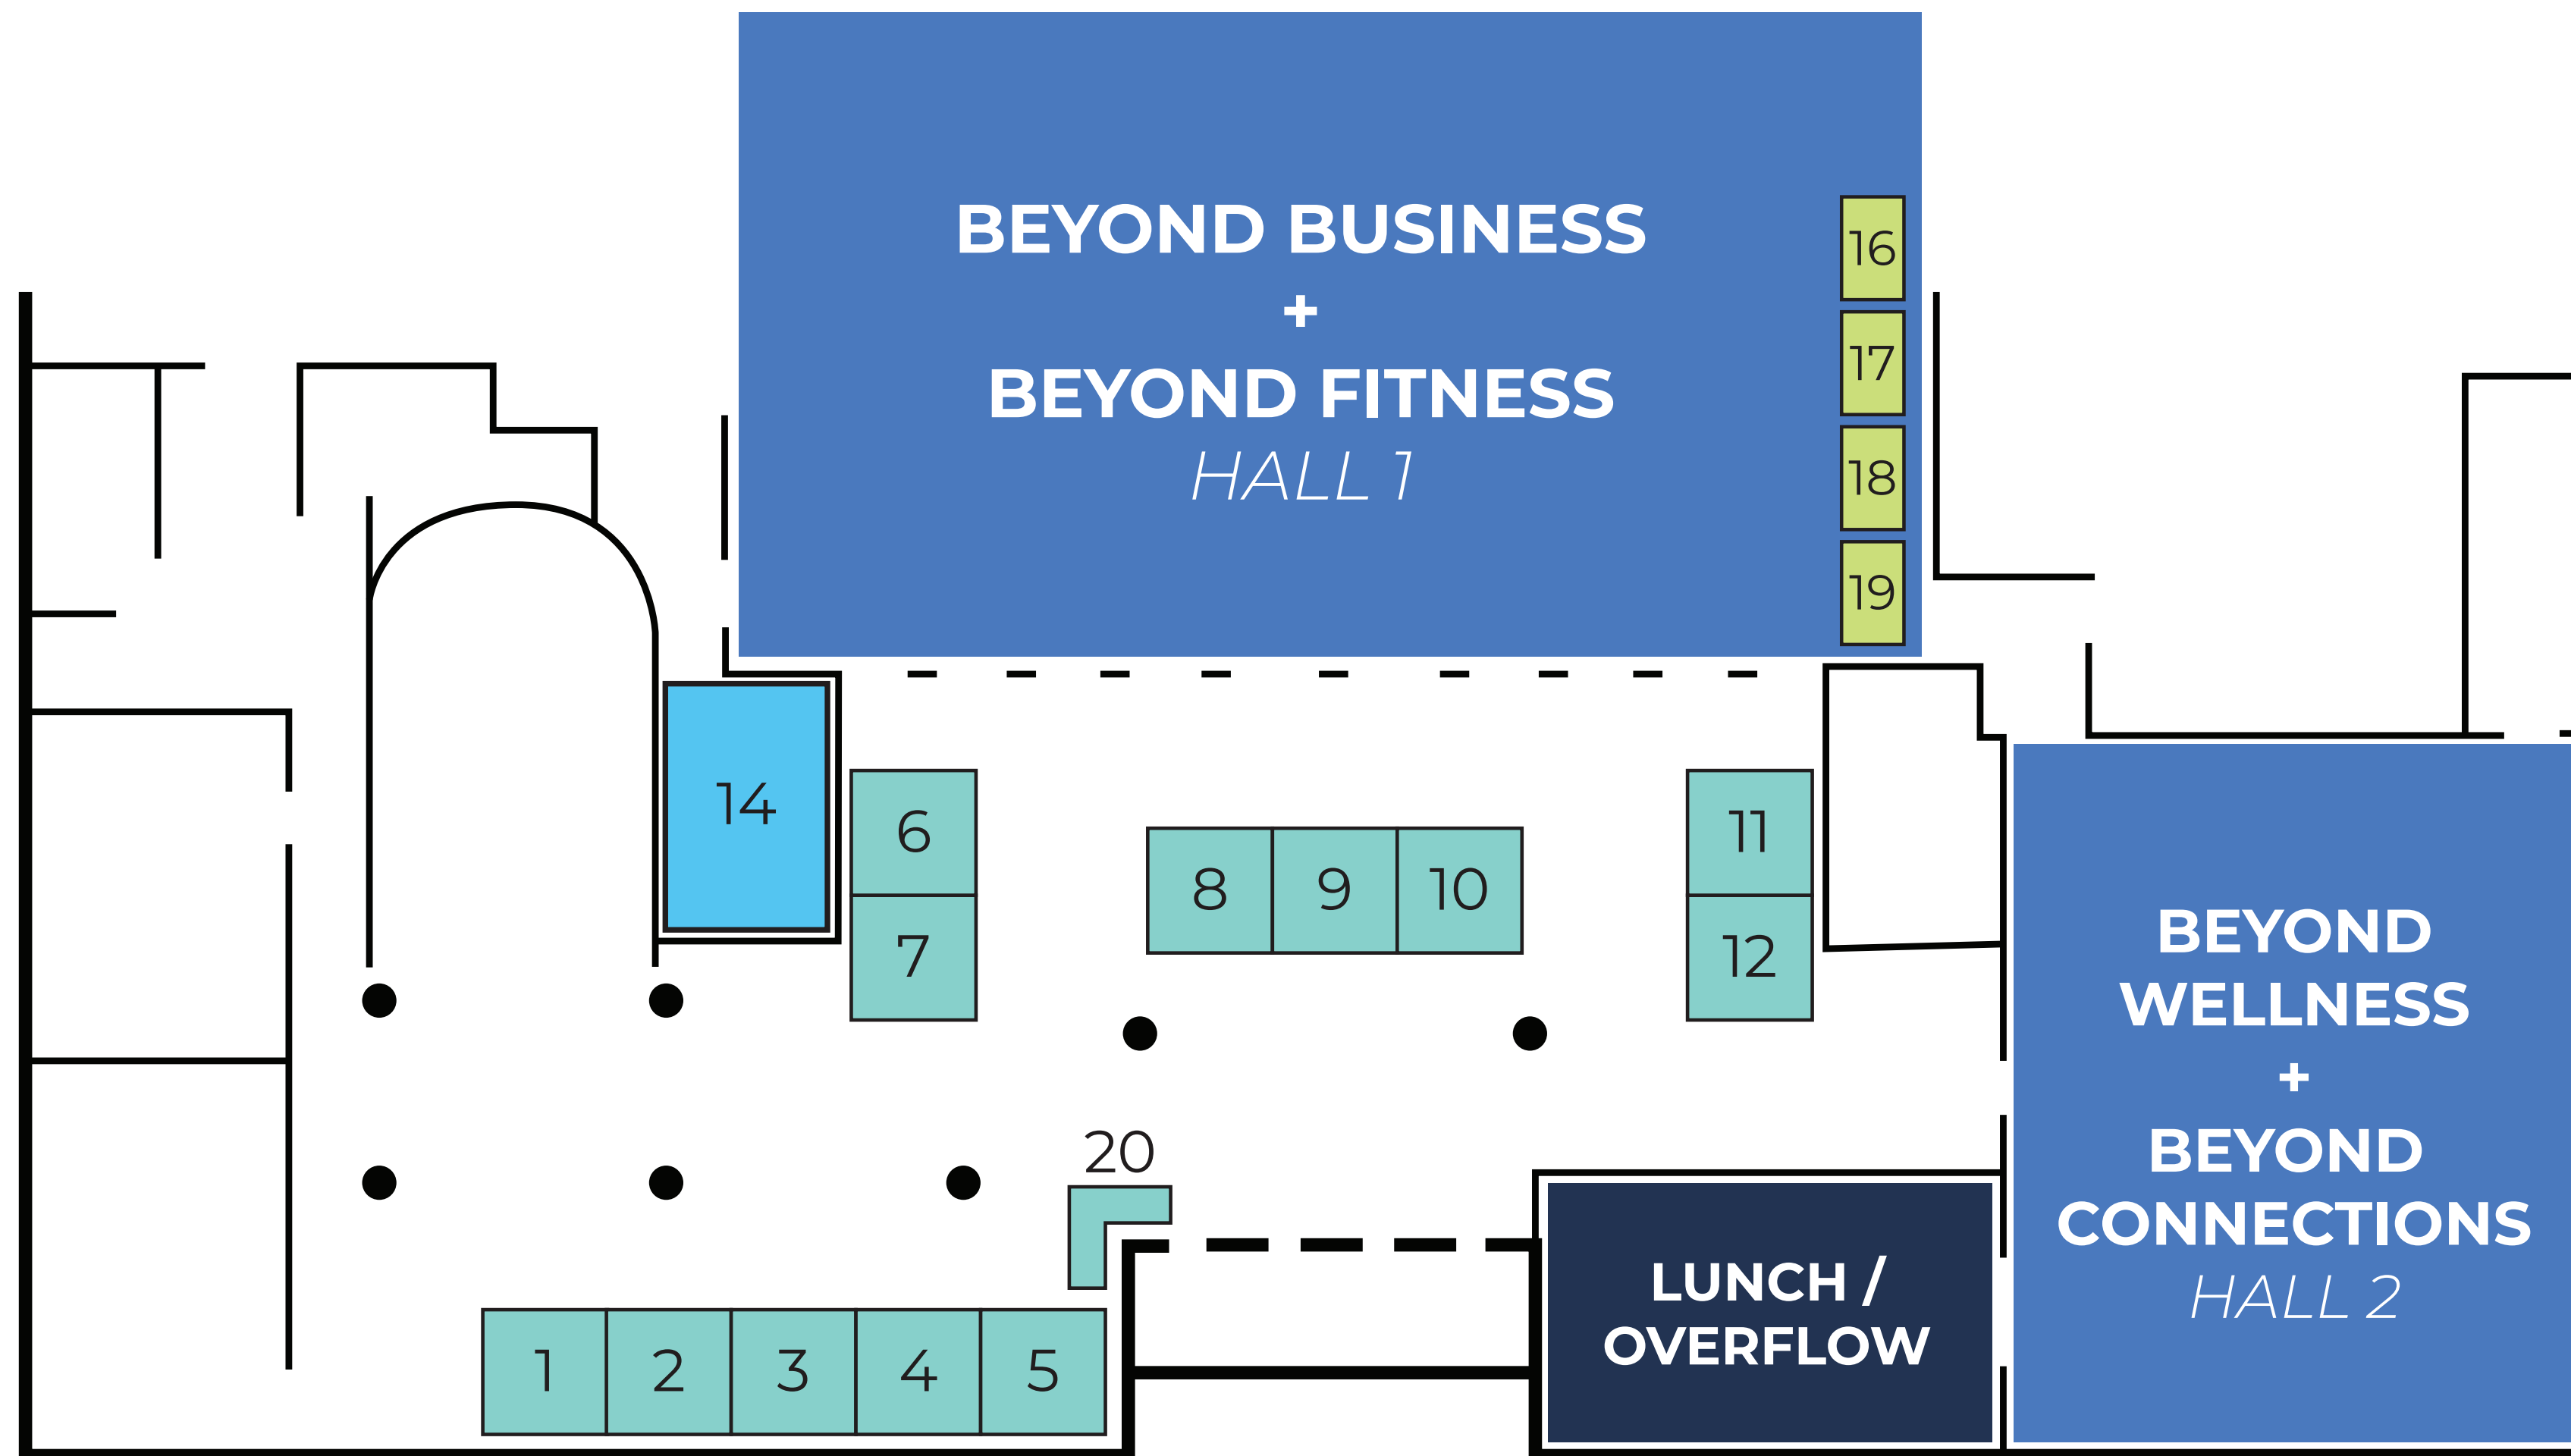 BEYOND BUSINESS
+
BEYOND FITNESS
HALL 1
16
17
18
19
14
6
7
8 9 10
11
12
20
1 2 3 4 5
LUNCH /
OVERFLOW
BEYOND
WELLNESS
+
BEYOND
CONNECTIONS
HALL 2